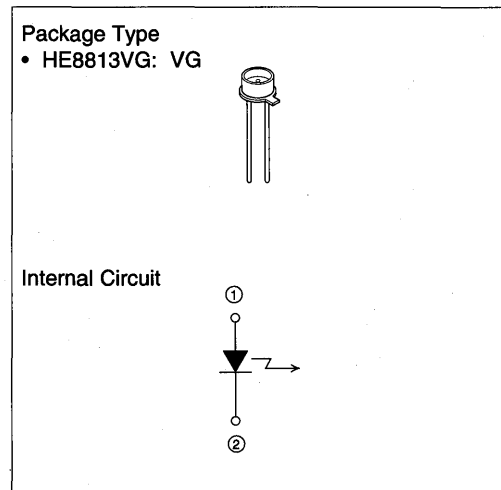 Package Type
• HE8813VG: VG
Internal Circuit
①
②